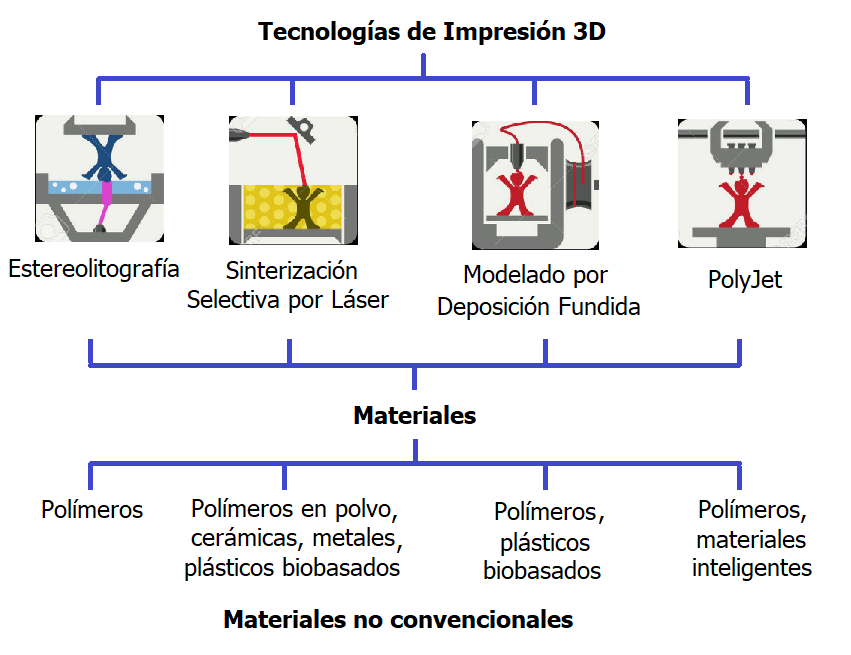 Tecnologías de Impresión 3D
Estereolitografía
Sinterización
Selectiva por Láser
Modelado por
Deposición Fundida
PolyJet
Materiales
Polímeros
Polímeros en polvo,
cerámicas, metales,
plásticos biobasados
Polímeros,
plásticos
biobasados
Polímeros,
materiales
inteligentes
Materiales no convencionales